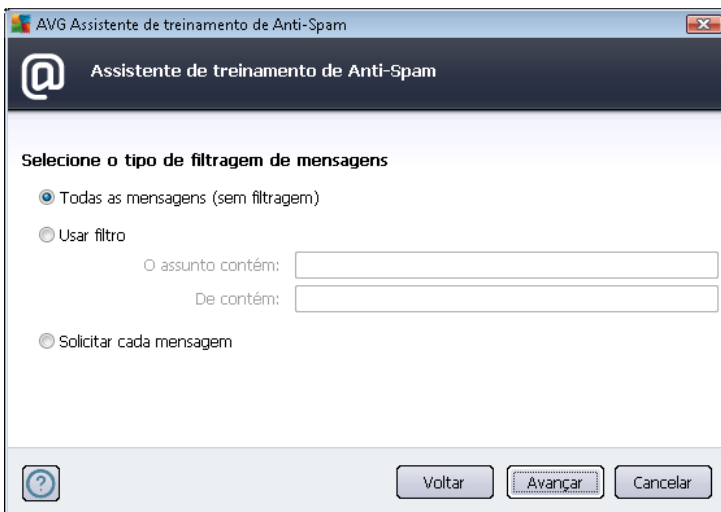 AVG Assistente de treinamento de Anti-Spam
Assistente de treinamento de Anti-Spam
Selecione o tipo de filtragem de mensagens
Todas as mensagens (sem filtragem)
Usar filtro
O assunto contém:
De contém:
Solicitar cada mensagem
Voltar Avançar Cancelar